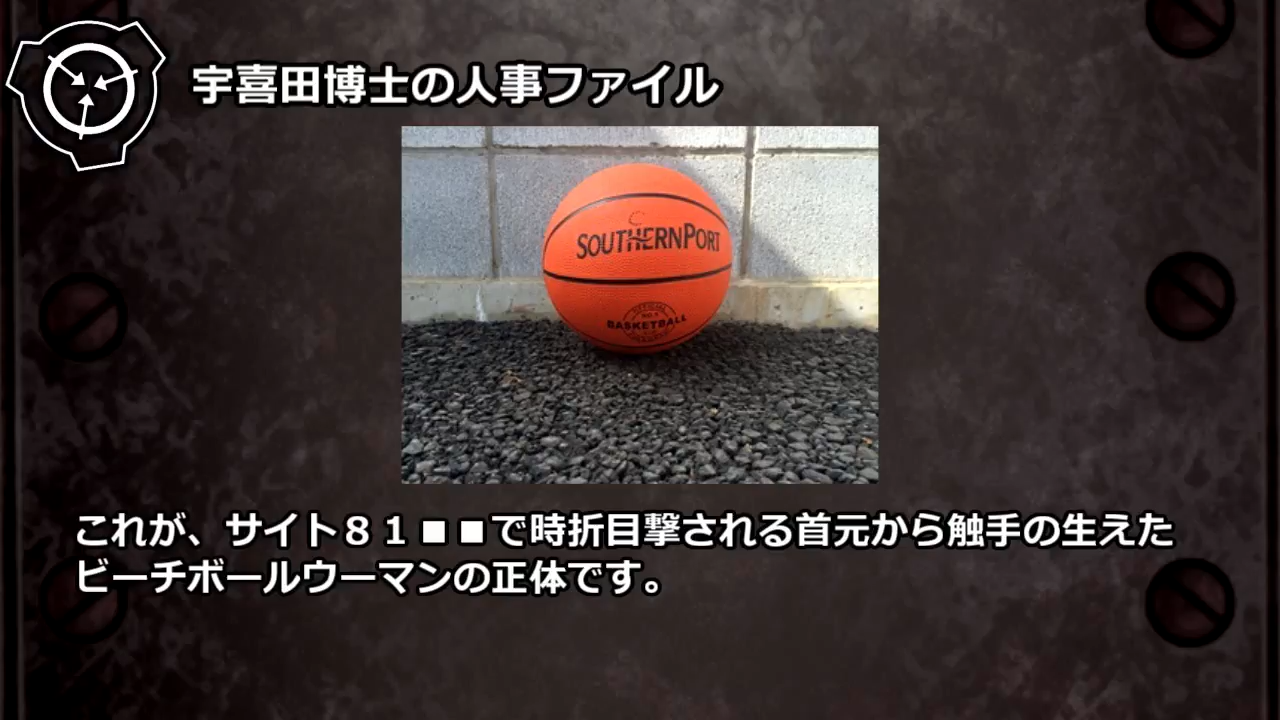 宇喜田博士の人事ファイル
SOUTHERNPORT
OFFICIAL
BASKETBALL
これが、サイト８１■■で時折目撃される首元から触手の生えた
ビーチボールウーマンの正体です。